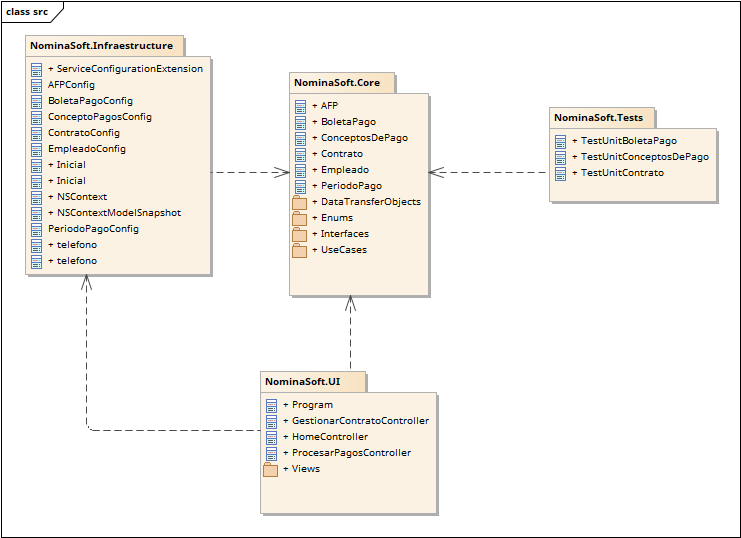 class src
NominaSoft.Infraestructure
+ ServiceConfigurationExtension
AFPConfig
BoletaPagoConfig
ConceptoPagosConfig
ContratoConfig
EmpleadoConfig
+ Inicial
+ Inicial
+ NSContext
+ NSContextModelSnapshot
PeriodoPagoConfig
+ telefono
+ telefono
NominaSoft.Core
+ AFP
+ BoletaPago
+ ConceptosDePago
+ Contrato
+ Empleado
+ PeriodoPago
+ DataTransferObjects
+ Enums
+ Interfaces
+ UseCases
NominaSoft.Tests
+ TestUnitBoletaPago
+ TestUnitConceptosDePago
+ TestUnitContrato
NominaSoft.UI
+ Program
+ GestionarContratoController
+ HomeController
+ ProcesarPagosController
+ Views